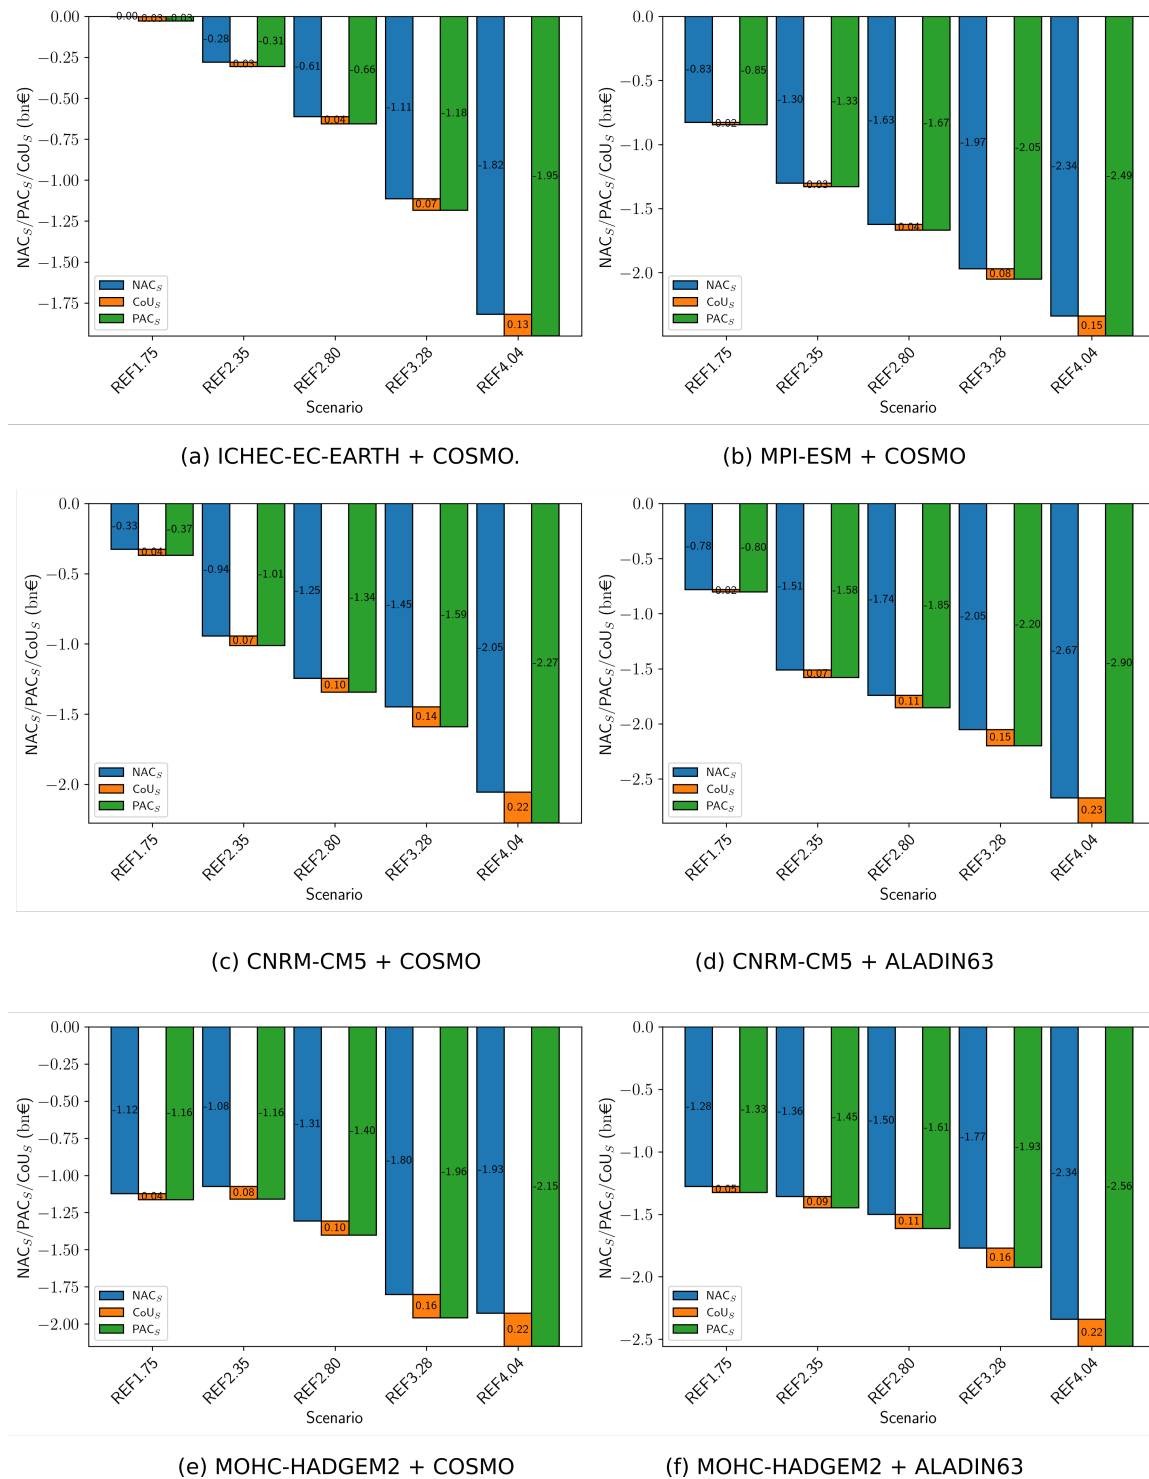 NAC_S/PAC_S/CoU_S (bn€)
0.00
−0.25
−0.50
−0.75
−1.00
−1.25
−1.50
−1.75
-0.00
0.03
-0.03
-0.28
0.03
-0.31
-0.61
0.04
-0.66
-1.11
0.07
-1.18
-1.82
0.13
-1.95
NAC_S
CoU_S
PAC_S
REF1.75
REF2.35
REF2.80
REF3.28
REF4.04
Scenario
(a) ICHEC-EC-EARTH + COSMO.
NAC_S/PAC_S/CoU_S (bn€)
0.0
−0.5
−1.0
−1.5
−2.0
-0.83
0.02
-0.85
-1.30
0.03
-1.33
-1.63
0.04
-1.67
-1.97
0.08
-2.05
-2.34
0.15
-2.49
NAC_S
CoU_S
PAC_S
REF1.75
REF2.35
REF2.80
REF3.28
REF4.04
Scenario
(b) MPI-ESM + COSMO
NAC_S/PAC_S/CoU_S (bn€)
0.0
−0.5
−1.0
−1.5
−2.0
-0.33
0.04
-0.37
-0.94
0.07
-1.01
-1.25
0.10
-1.34
-1.45
0.14
-1.59
-2.05
0.22
-2.27
NAC_S
CoU_S
PAC_S
REF1.75
REF2.35
REF2.80
REF3.28
REF4.04
Scenario
(c) CNRM-CM5 + COSMO
NAC_S/PAC_S/CoU_S (bn€)
0.0
−0.5
−1.0
−1.5
−2.0
−2.5
-0.78
0.02
-0.80
-1.51
0.07
-1.58
-1.74
0.11
-1.85
-2.05
0.15
-2.20
-2.67
0.23
-2.90
NAC_S
CoU_S
PAC_S
REF1.75
REF2.35
REF2.80
REF3.28
REF4.04
Scenario
(d) CNRM-CM5 + ALADIN63
NAC_S/PAC_S/CoU_S (bn€)
0.00
−0.25
−0.50
−0.75
−1.00
−1.25
−1.50
−1.75
−2.00
-1.12
0.04
-1.16
-1.08
0.08
-1.16
-1.31
0.10
-1.40
-1.80
0.16
-1.96
-1.93
0.22
-2.15
NAC_S
CoU_S
PAC_S
REF1.75
REF2.35
REF2.80
REF3.28
REF4.04
Scenario
(e) MOHC-HADGEM2 + COSMO
NAC_S/PAC_S/CoU_S (bn€)
0.0
−0.5
−1.0
−1.5
−2.0
−2.5
-1.28
0.05
-1.33
-1.36
0.09
-1.45
-1.50
0.11
-1.61
-1.77
0.16
-1.93
-2.34
0.22
-2.56
NAC_S
CoU_S
PAC_S
REF1.75
REF2.35
REF2.80
REF3.28
REF4.04
Scenario
(f) MOHC-HADGEM2 + ALADIN63